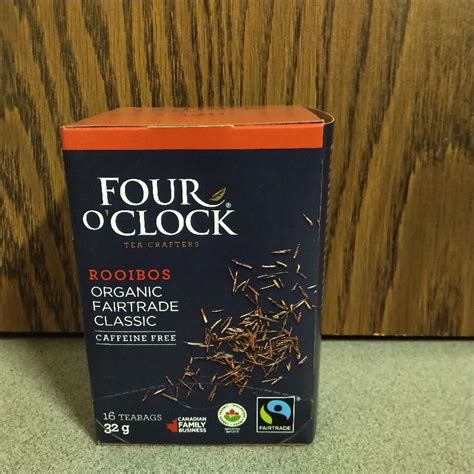 FOUR
O'CLOCK®
TEA CRAFTERS
ROOIBOS
ORGANIC
FAIRTRADE
CLASSIC
CAFFEINE FREE
16 TEABAGS
32 g
CANADIAN
FAMILY
BUSINESS
FAIRTRADE